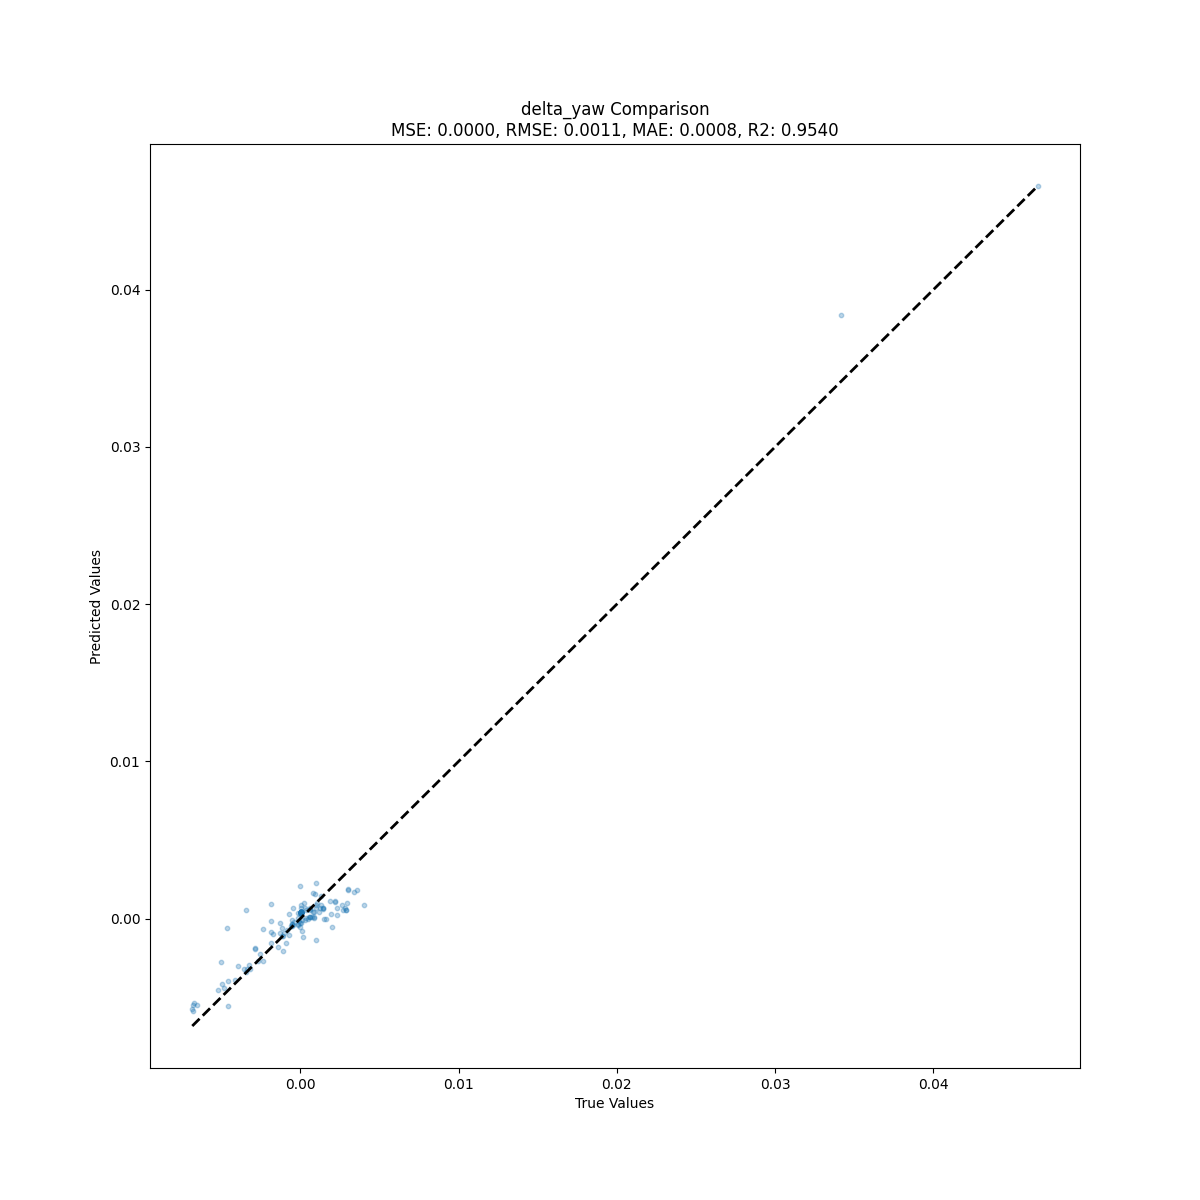 delta_yaw Comparison
MSE: 0.0000, RMSE: 0.0011, MAE: 0.0008, R2: 0.9540
Predicted Values
0.04
0.03
0.02
0.01
0.00
0.00 0.01 0.02 0.03 0.04
True Values